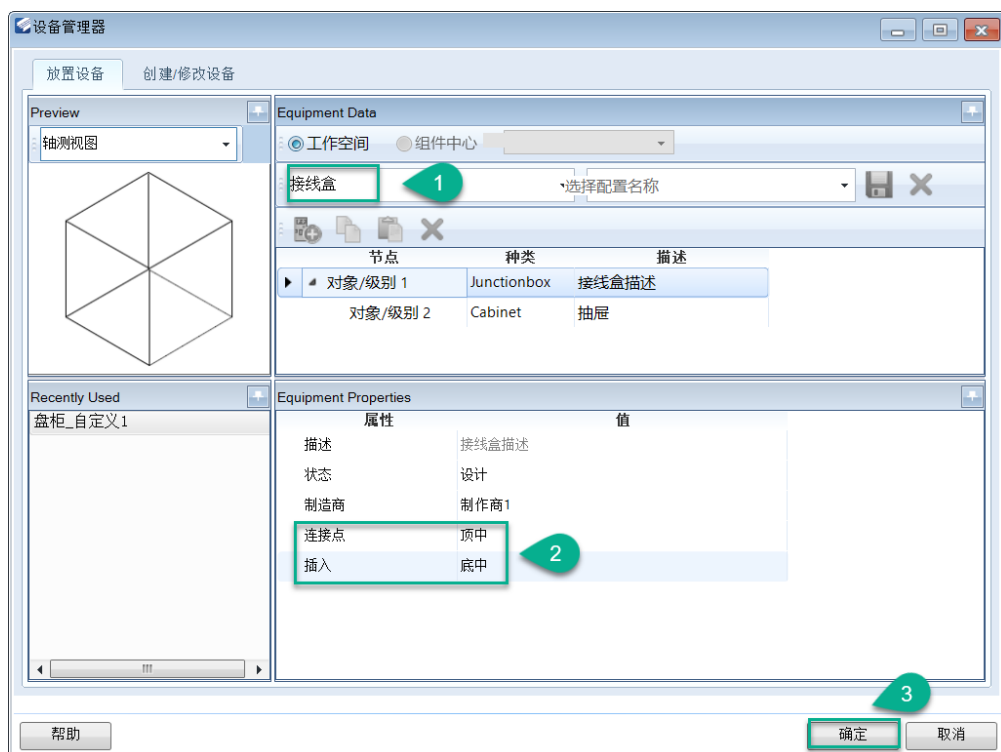 设备管理器
放置设备 创建/修改设备
Preview
轴测视图
Equipment Data
工作空间 组件中心
接线盒 选择配置名称
1
节点 种类 描述
对象/级别 1 Junctionbox 接线盒描述
对象/级别 2 Cabinet 抽屉
Recently Used
盘柜_自定义1
Equipment Properties
属性 值
描述 接线盒描述
状态 设计
制造商 制作商1
连接点 顶中
插入 底中
2
3
帮助 确定 取消